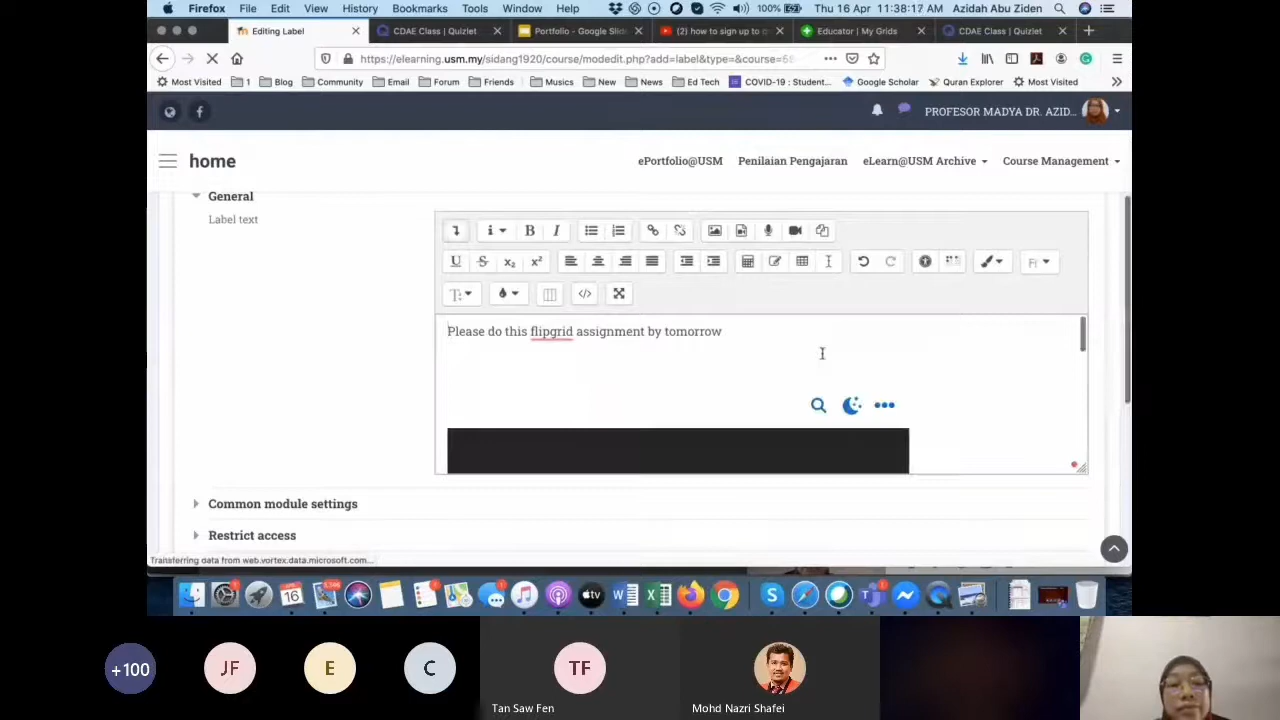 Firefox File Edit View History Bookmarks Tools Window Help 100% Thu 16 Apr 11:38:17 AM Azidah Abu Ziden
Editing Label CDAE Class | Quizlet Portfolio - Google Slid (2) how to sign up to Educator | My Grids CDAE Class | Quizlet
https://elearning.usm.my/sidang1920/course/modedit.php?add=label&type=&course=
Most Visited 1 Blog Community Email Forum Friends Musics New News Ed Tech COVID-19 : Student... Google Scholar Quran Explorer Most Visited
PROFESOR MADYA DR. AZID...
home
ePortfolio@USM Penilaian Pengajaran eLearn@USM Archive Course Management
General
Label text
Please do this flipgrid assignment by tomorrow
Common module settings
Restrict access
Transferring data from web.vortex.data.microsoft.com...
16
+100 JF E C TF
Tan Saw Fen Mohd Nazri Shafei